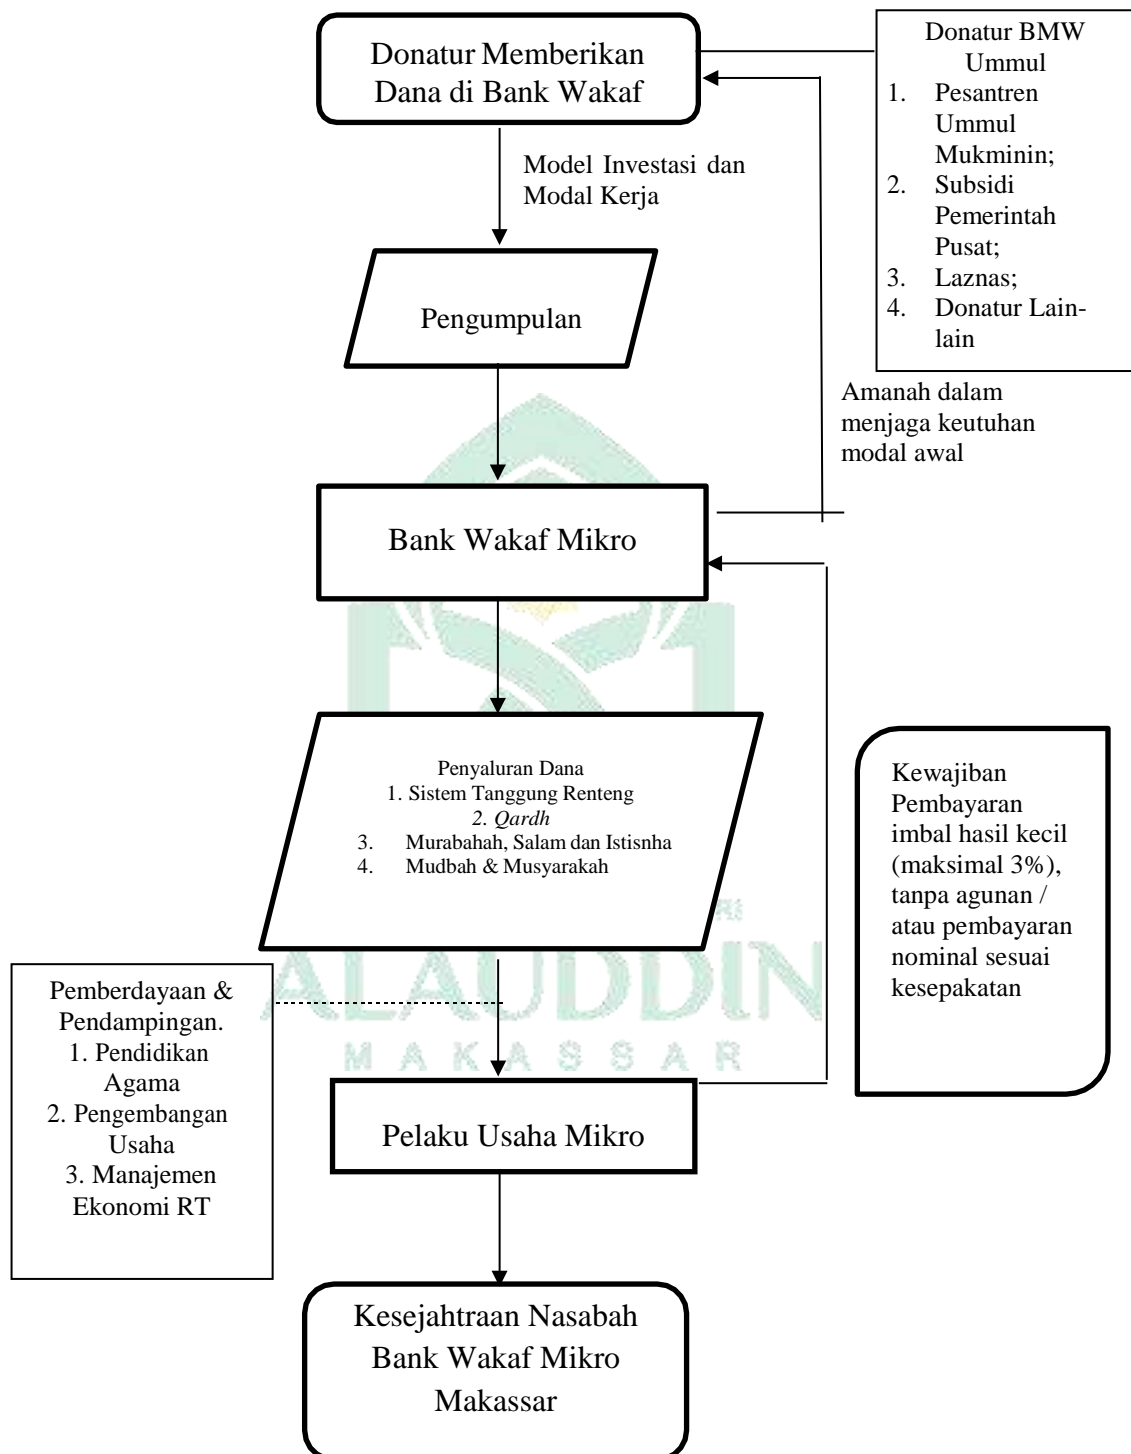 Donatur Memberikan
Dana di Bank Wakaf
Donatur BMW
Ummul
1. Pesantren
Ummul
Mukminin;
2. Subsidi
Pemerintah
Pusat;
3. Laznas;
4. Donatur Lain-
lain
Model Investasi dan
Modal Kerja
Pengumpulan
Amanah dalam
menjaga keutuhan
modal awal
Bank Wakaf Mikro
Penyaluran Dana
1. Sistem Tanggung Renteng
2. Qardh
3. Murabahah, Salam dan Istisnha
4. Mudbah & Musyarakah
Kewajiban
Pembayaran
imbal hasil kecil
(maksimal 3%),
tanpa agunan /
atau pembayaran
nominal sesuai
kesepakatan
ALAUDDIN
MAKASSAR
Pemberdayaan &
Pendampingan.
1. Pendidikan
Agama
2. Pengembangan
Usaha
3. Manajemen
Ekonomi RT
Pelaku Usaha Mikro
Kesejahtraan Nasabah
Bank Wakaf Mikro
Makassar